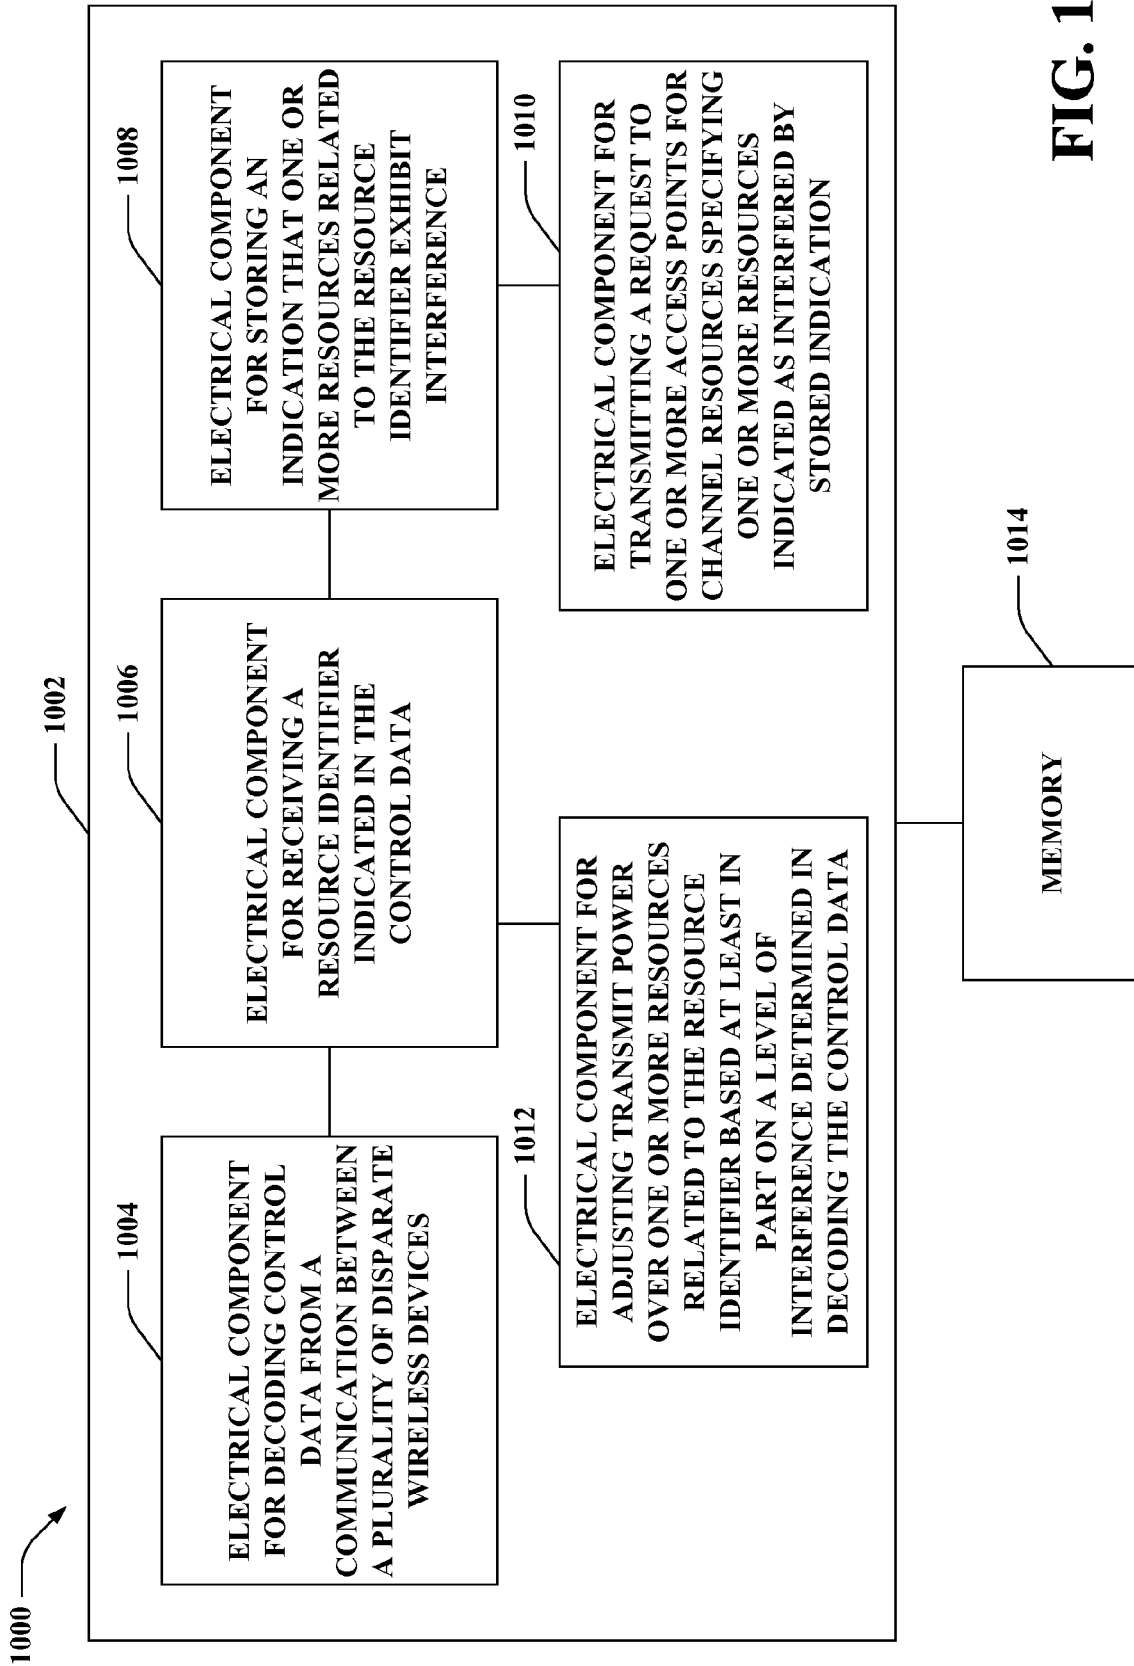 1000
1002
1004
ELECTRICAL COMPONENT
FOR DECODING CONTROL
DATA FROM A
COMMUNICATION BETWEEN
A PLURALITY OF DISPARATE
WIRELESS DEVICES
1006
ELECTRICAL COMPONENT
FOR RECEIVING A
RESOURCE IDENTIFIER
INDICATED IN THE
CONTROL DATA
1008
ELECTRICAL COMPONENT
FOR STORING AN
INDICATION THAT ONE OR
MORE RESOURCES RELATED
TO THE RESOURCE
IDENTIFIER EXHIBIT
INTERFERENCE
1012
ELECTRICAL COMPONENT FOR
ADJUSTING TRANSMIT POWER
OVER ONE OR MORE RESOURCES
RELATED TO THE RESOURCE
IDENTIFIER BASED AT LEAST IN
PART ON A LEVEL OF
INTERFERENCE DETERMINED IN
DECODING THE CONTROL DATA
1010
ELECTRICAL COMPONENT FOR
TRANSMITTING A REQUEST TO
ONE OR MORE ACCESS POINTS FOR
CHANNEL RESOURCES SPECIFYING
ONE OR MORE RESOURCES
INDICATED AS INTERFERED BY
STORED INDICATION
1014
MEMORY
FIG. 1